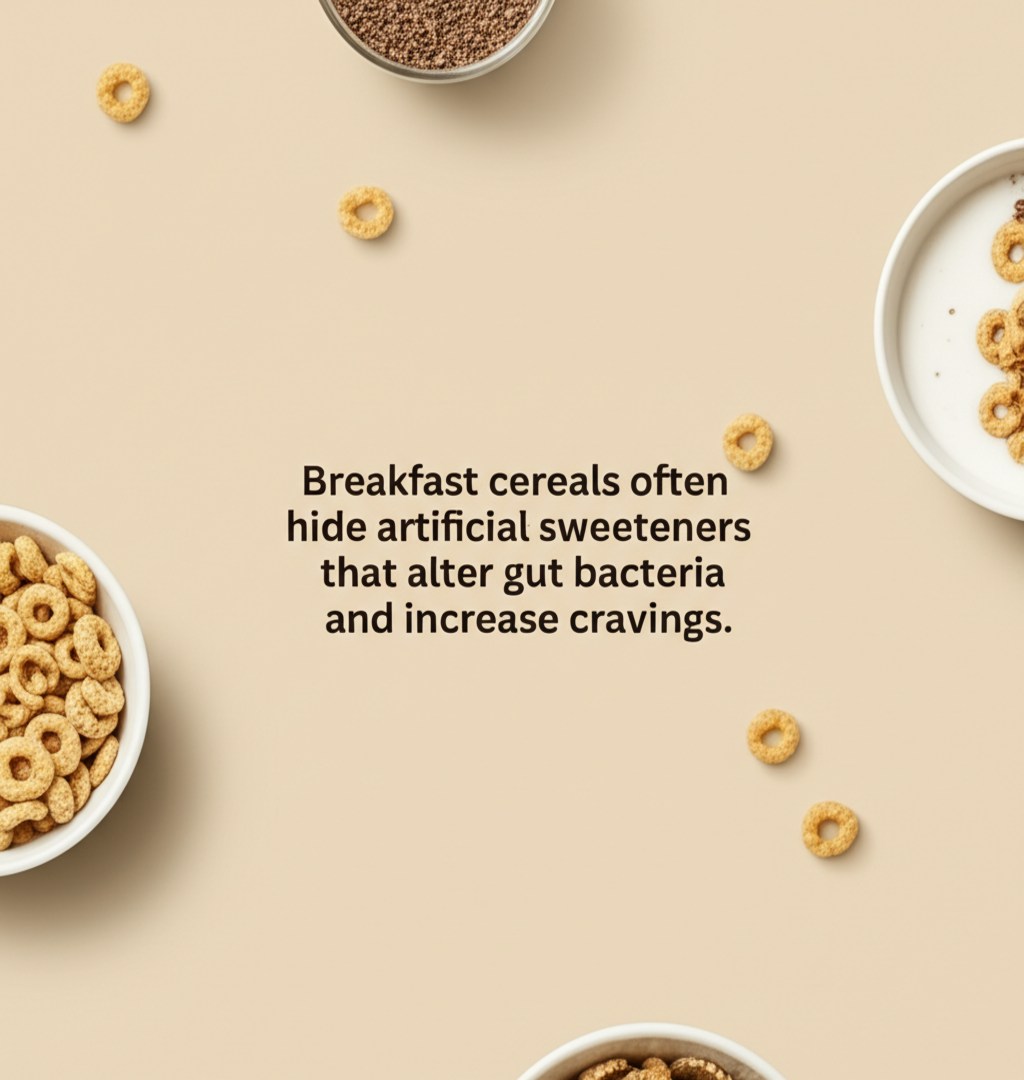 Breakfast cereals often
hide artificial sweeteners
that alter gut bacteria
and increase cravings.